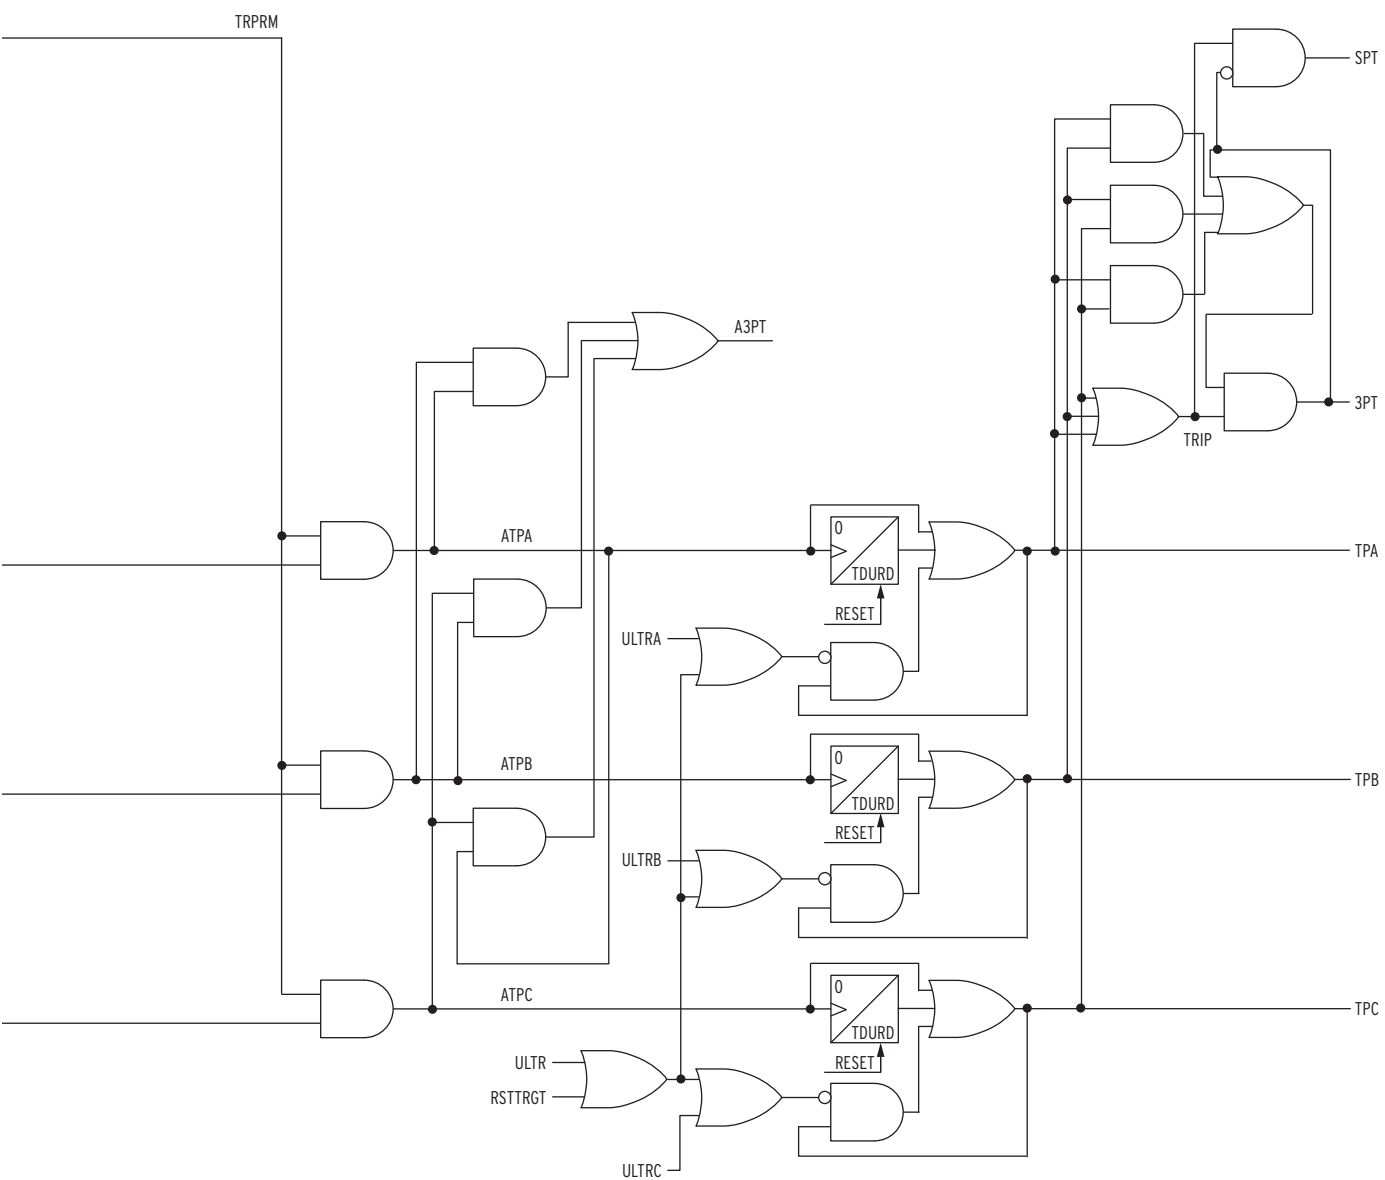 TRPRM
SPT
A3PT
3PT
TRIP
ATPA
0
TDURD
TPA
RESET
ULTRA
ATPB
0
TDURD
TPB
RESET
ULTRB
ATPC
0
TDURD
TPC
RESET
ULTR
RSTTRGT
ULTRC